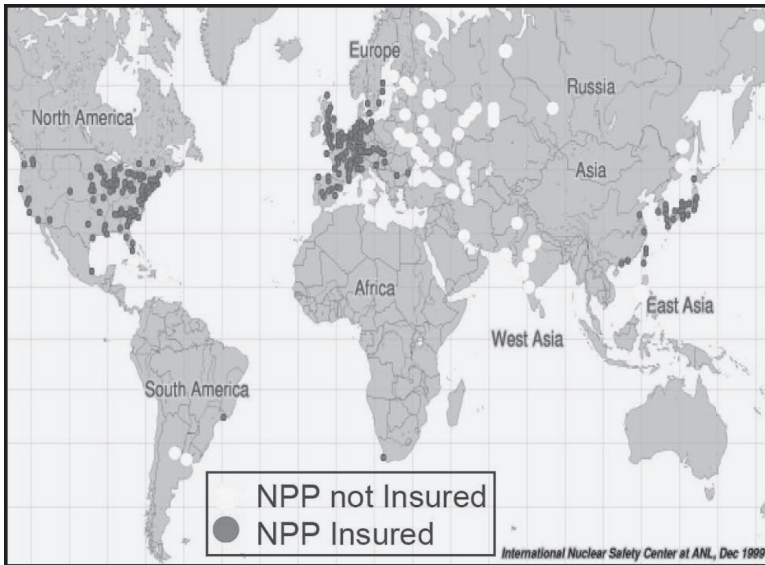 Europe
Russia
North America
Asia
Africa
East Asia
West Asia
South America
NPP not Insured
NPP Insured
International Nuclear Safety Center at ANL, Dec 1999